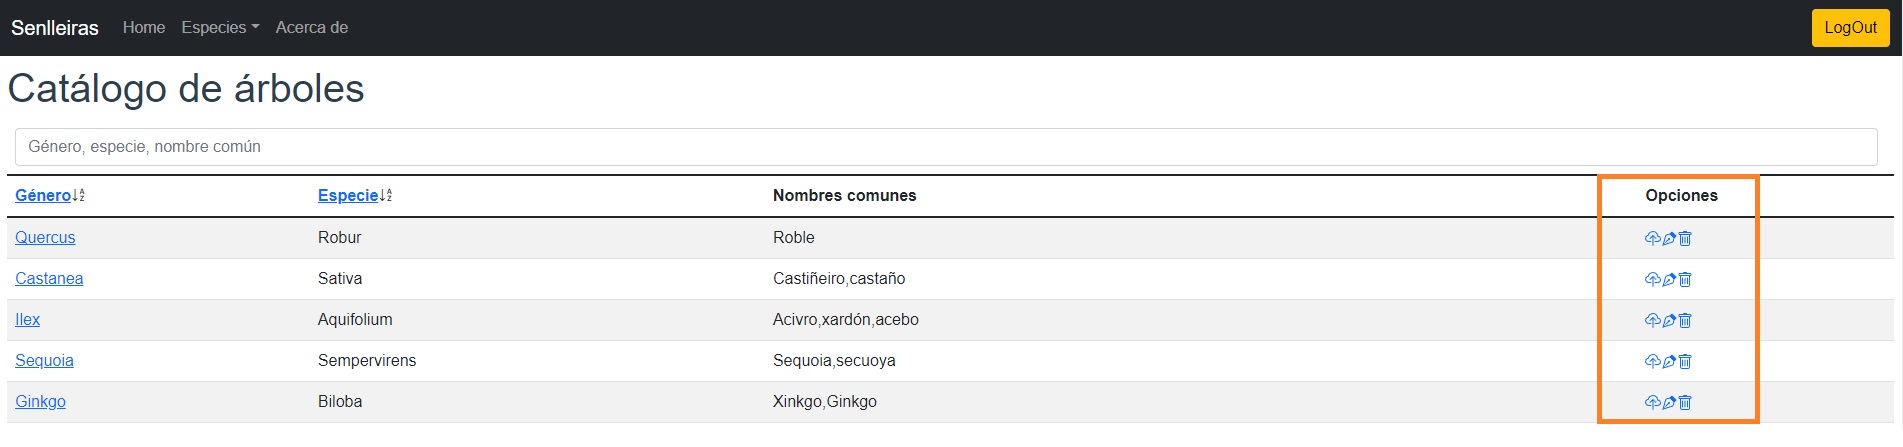 Senlleiras Home Especies Acerca de LogOut
Catálogo de árboles
Género, especie, nombre común
Género Especie Nombres comunes Opciones
Quercus Robur Roble
Castanea Sativa Castiñeiro,castaño
Ilex Aquifolium Acivro,xardón,acebo
Sequoia Sempervirens Sequoia,secuoya
Ginkgo Biloba Xinkgo,Ginkgo